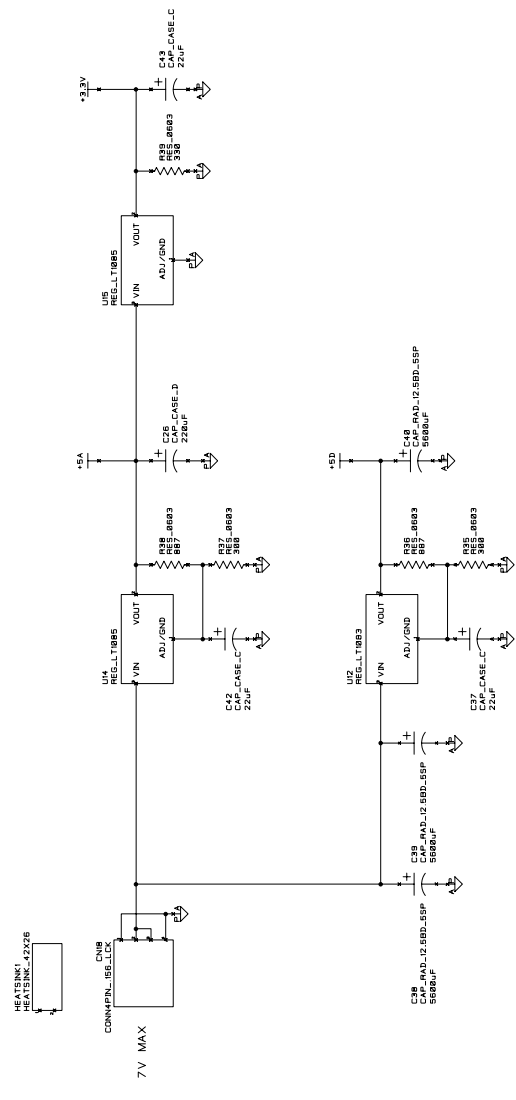 HEATSINK1
HEATSINK_42X26
7V MAX
CN18
CONN4PIN_.156_LCK
P A
C38
CAP_RAD_12.5BD_5SP
5600uF
A P
C39
CAP_RAD_12.5BD_5SP
5600uF
A P
U14
REG_LT1085
VIN
VOUT
ADJ/GND
C42
CAP_CASE_C
22uF
P A
R38
RES_0603
887
R37
RES_0603
300
P A
+5A
C26
CAP_CASE_D
220uF
P A
U15
REG_LT1085
VIN
VOUT
ADJ/GND
P A
R39
RES_0603
330
P A
+3.3V
C43
CAP_CASE_C
22uF
A P
U12
REG_LT1083
VIN
VOUT
ADJ/GND
C37
CAP_CASE_C
22uF
A P
R36
RES_0603
887
R35
RES_0603
300
P A
+5D
C40
CAP_RAD_12.5BD_5SP
5600uF
A P